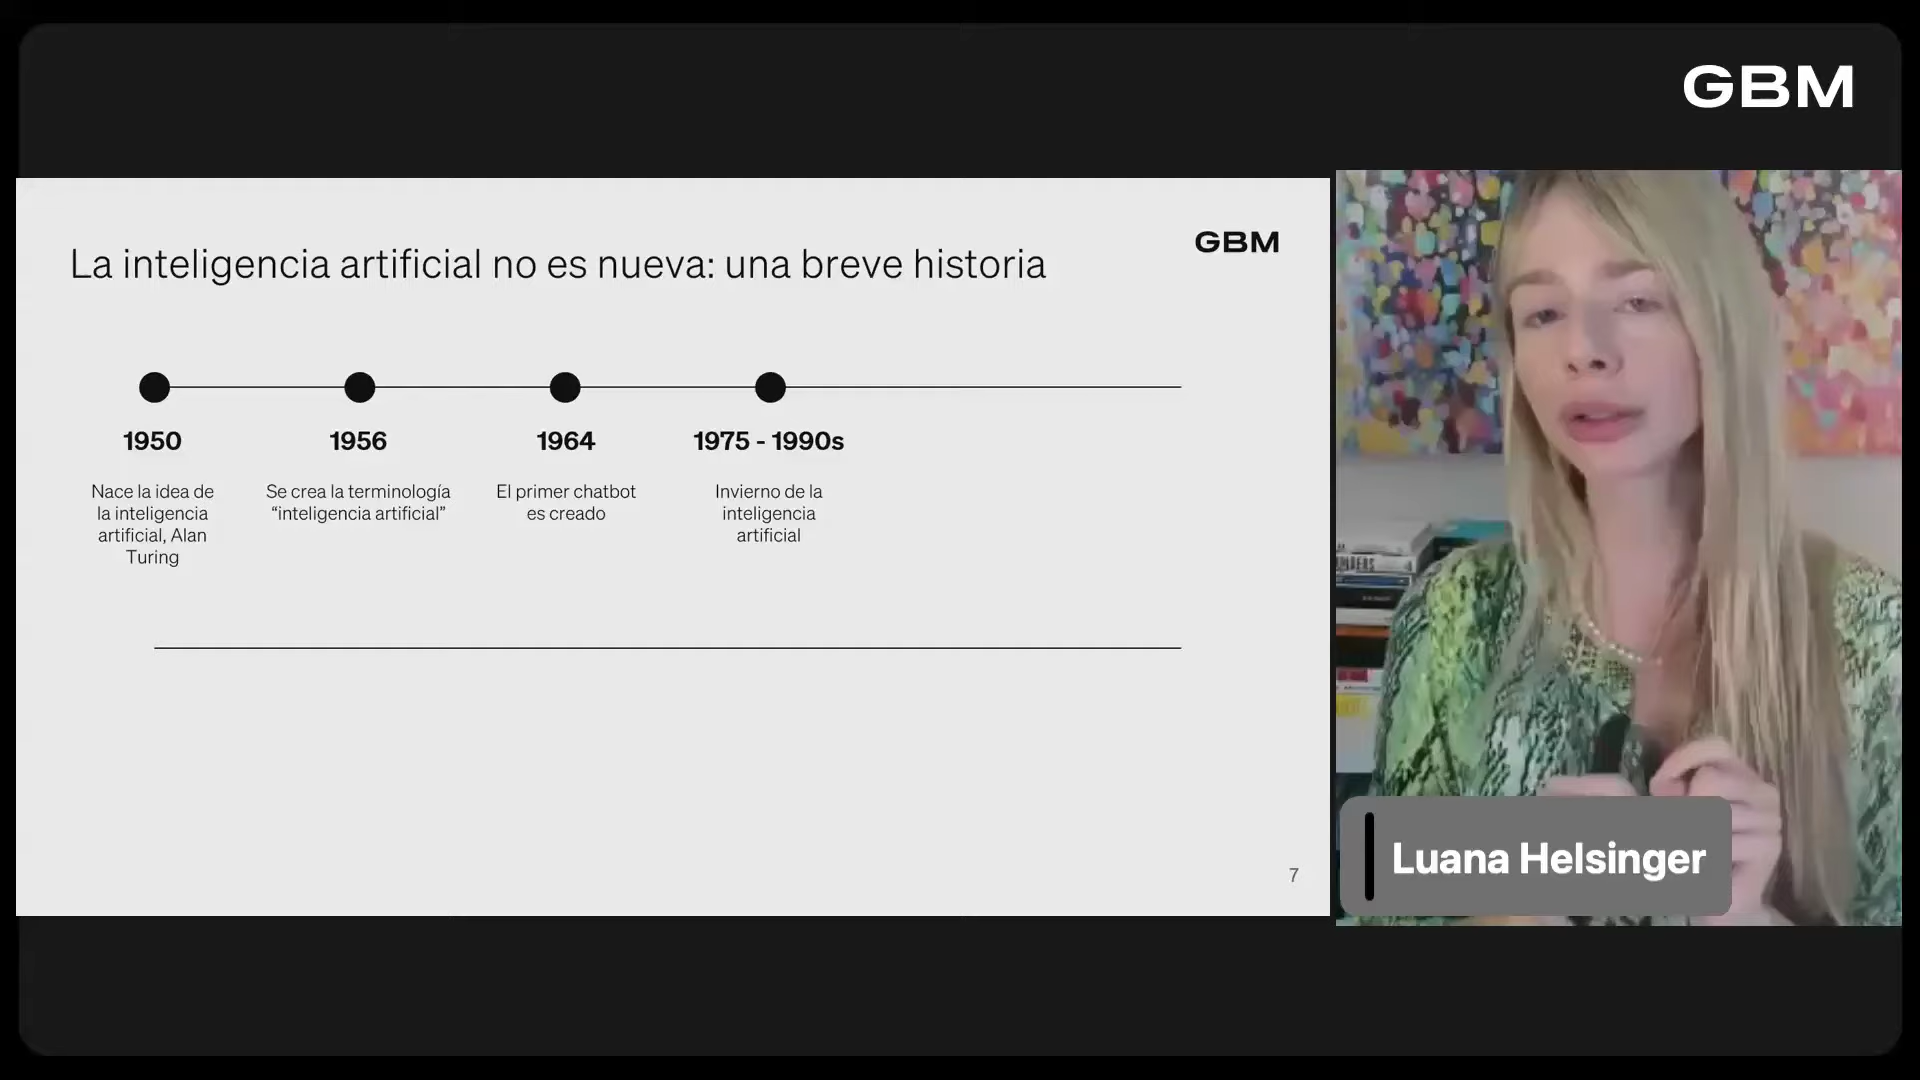 GBM
GBM
La inteligencia artificial no es nueva: una breve historia
1950
Nace la idea de
la inteligencia
artificial, Alan
Turing
1956
Se crea la terminología
“inteligencia artificial”
1964
El primer chatbot
es creado
1975 - 1990s
Invierno de la
inteligencia
artificial
7
Luana Helsinger